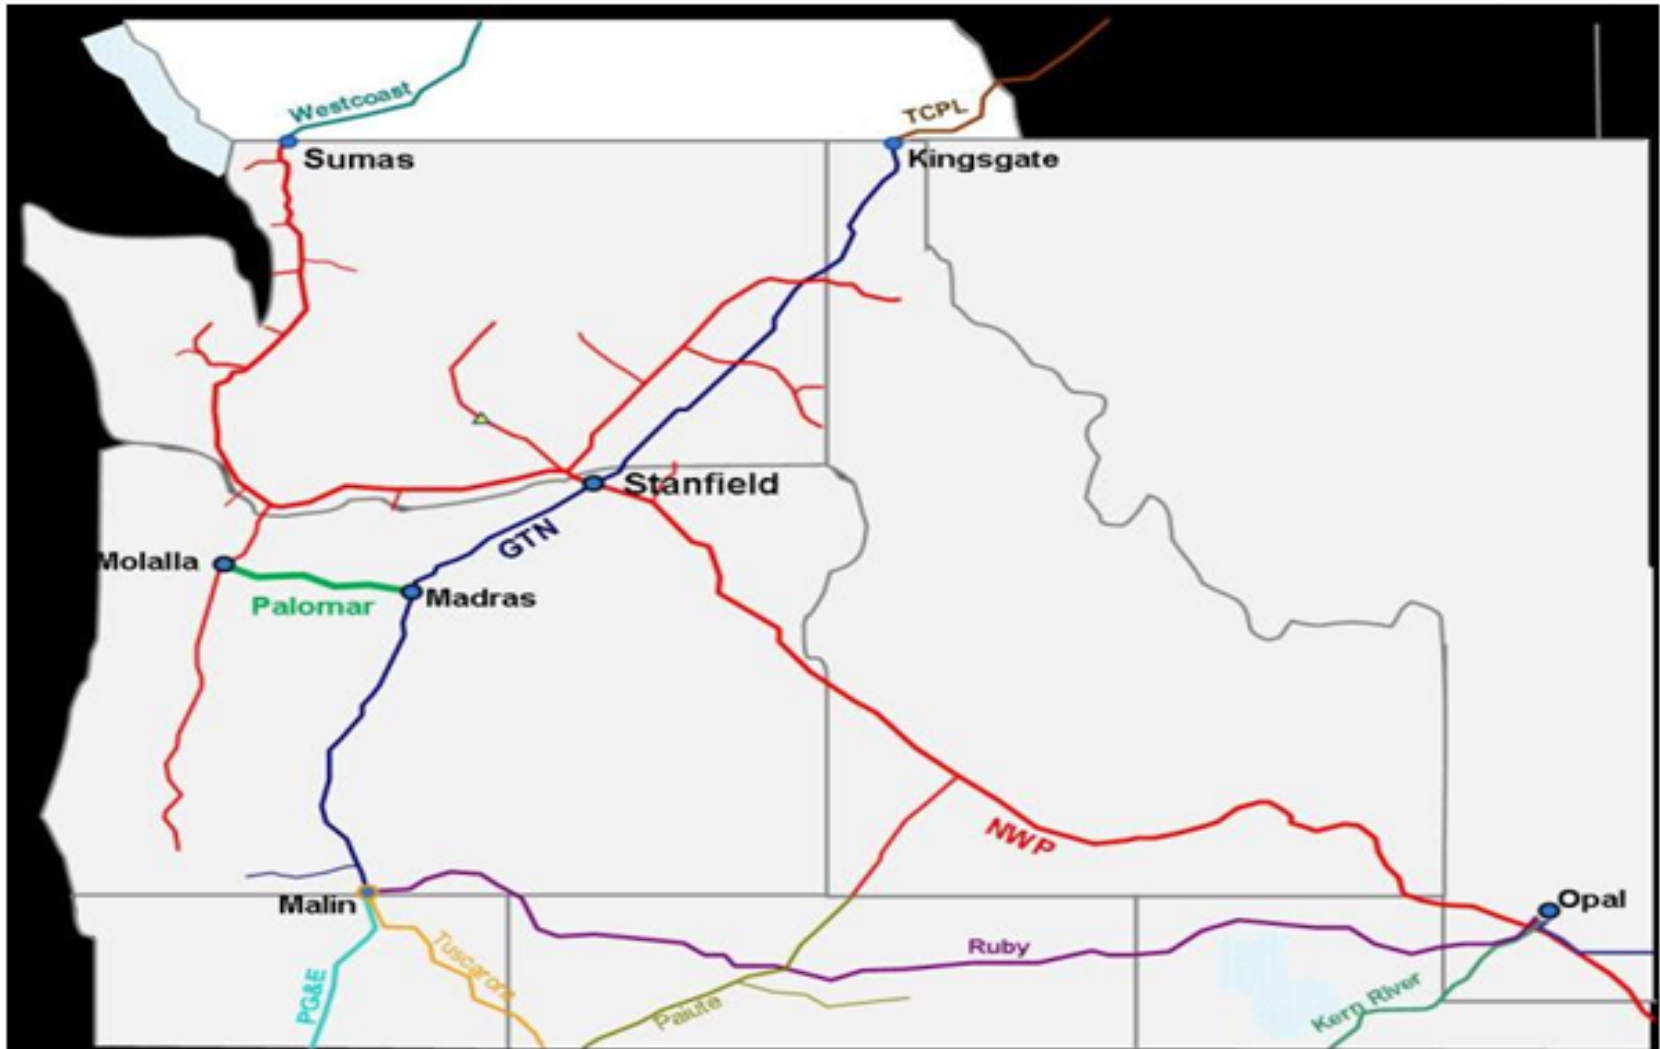 Westcoast
TCPL
Sumas
Kingsgate
Stanfield
GTN
Molalla
Palomar
Madras
NWP
Malin
Opal
Tuscarora
Ruby
PG&E
Paiute
Kern River